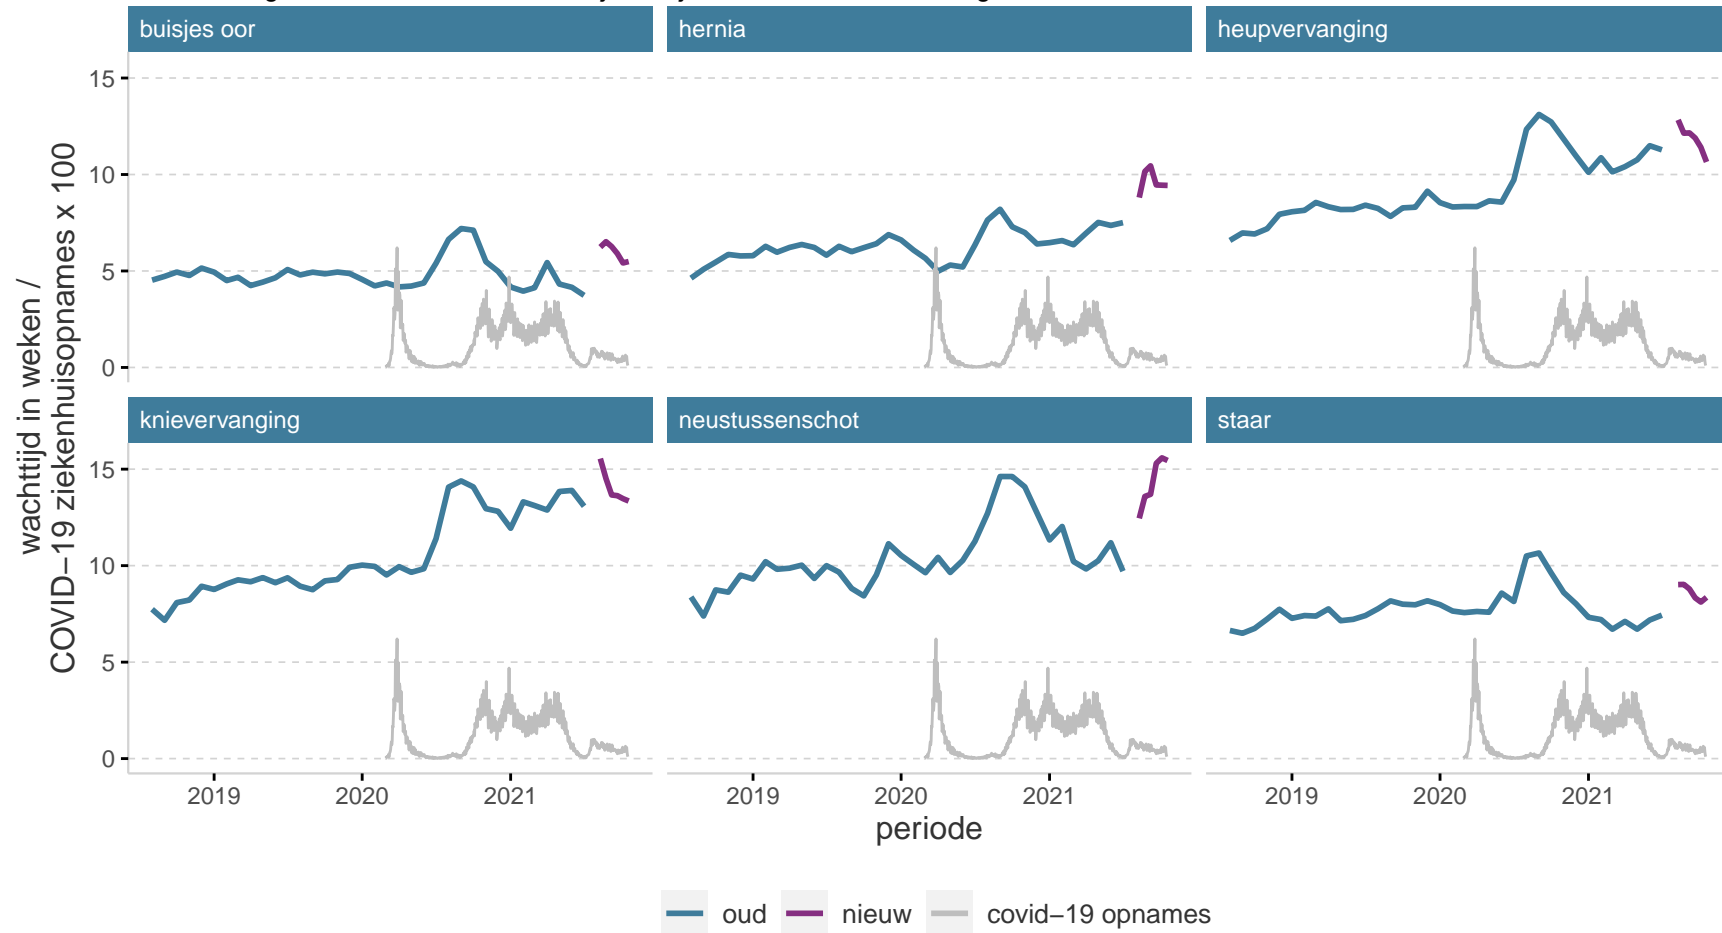 buisjes oor
hernia
heupvervanging
15
10
5
0
knievervanging
neustussenschot
staar
15
10
5
0
wachttijd in weken /
COVID−19 ziekenhuisopnames x 100
2019 2020 2021
2019 2020 2021
2019 2020 2021
periode
oud nieuw covid−19 opnames